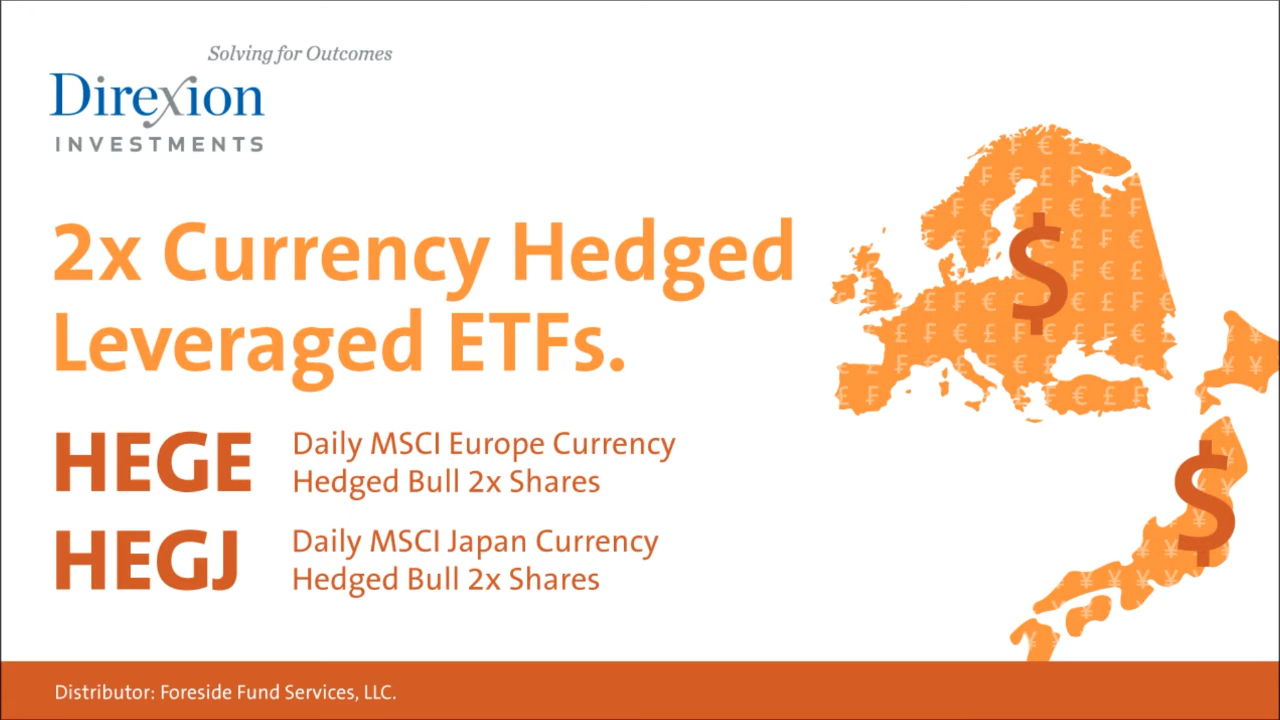 Solving for Outcomes
Direxion
INVESTMENTS
2x Currency Hedged
Leveraged ETFs.
HEGE
Daily MSCI Europe Currency
Hedged Bull 2x Shares
HEGJ
Daily MSCI Japan Currency
Hedged Bull 2x Shares
$
$
Distributor: Foreside Fund Services, LLC.